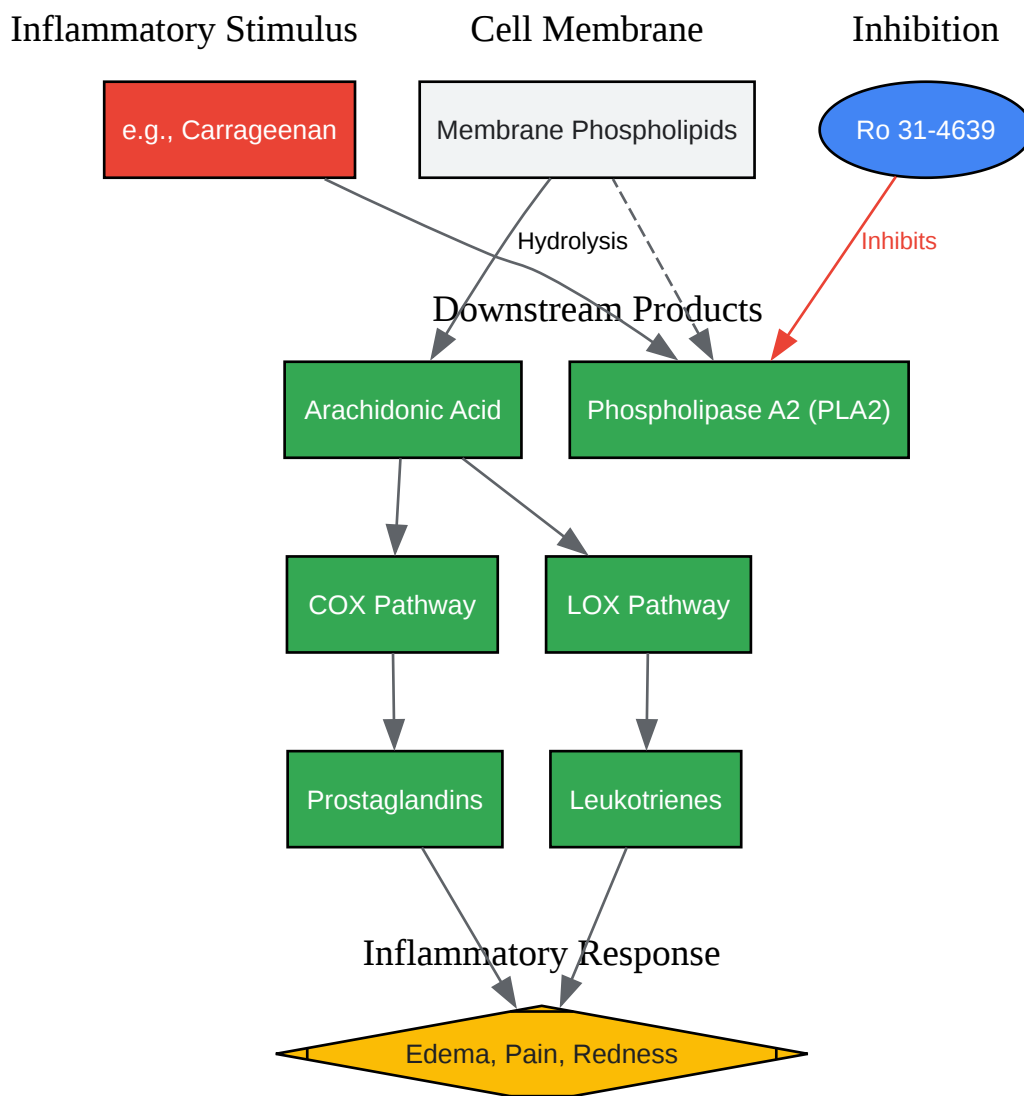 Inflammatory Stimulus
Cell Membrane
Inhibition
e.g., Carrageenan
Membrane Phospholipids
Ro 31-4639
Hydrolysis
Inhibits
Downstream Products
Arachidonic Acid
Phospholipase A2 (PLA2)
COX Pathway
LOX Pathway
Prostaglandins
Leukotrienes
Inflammatory Response
Edema, Pain, Redness